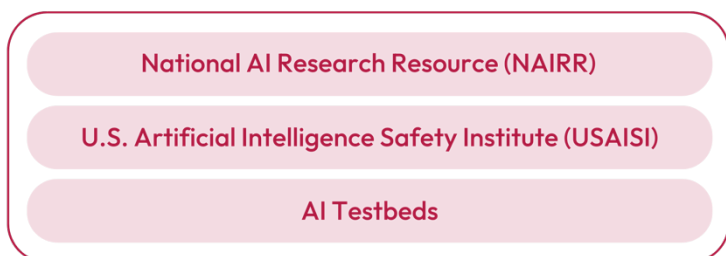 National AI Research Resource (NAIRR)
U.S. Artificial Intelligence Safety Institute (USAISI)
AI Testbeds